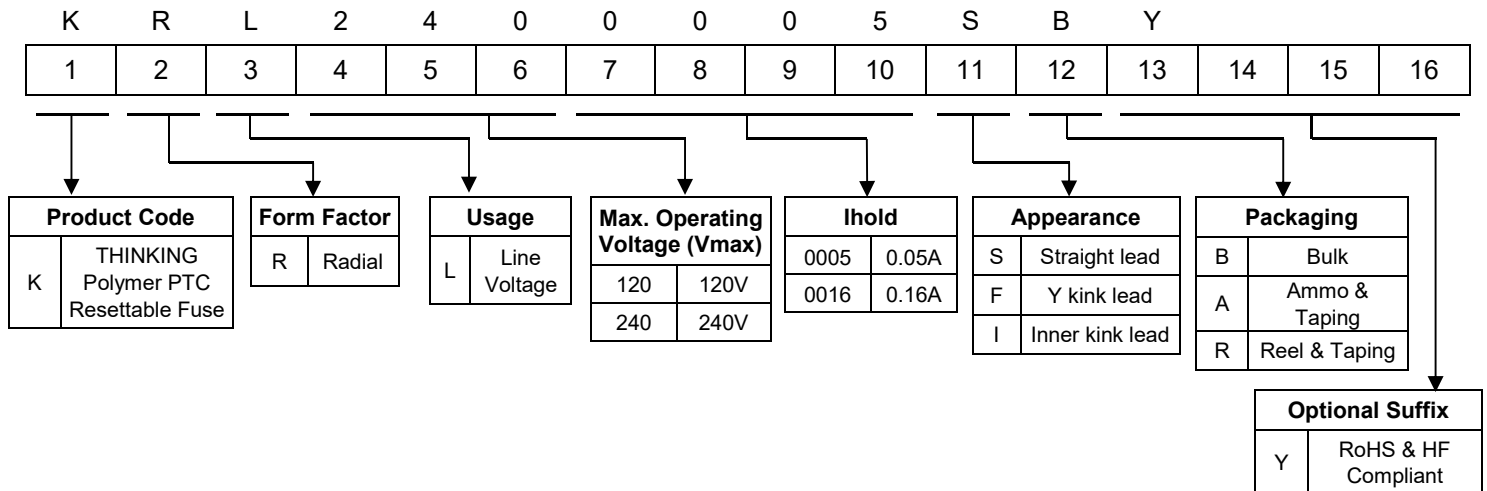 K R L 2 4 0 0 0 0 5 S B Y
1 2 3 4 5 6 7 8 9 10 11 12 13 14 15 16
Product Code
K THINKING
Polymer PTC
Resettable Fuse
Form Factor
R Radial
Usage
L Line
Voltage
Max. Operating
Voltage (Vmax)
120 120V
240 240V
Ihold
0005 0.05A
0016 0.16A
Appearance
S Straight lead
F Y kink lead
I Inner kink lead
Packaging
B Bulk
A Ammo &
Taping
R Reel & Taping
Optional Suffix
Y RoHS & HF
Compliant